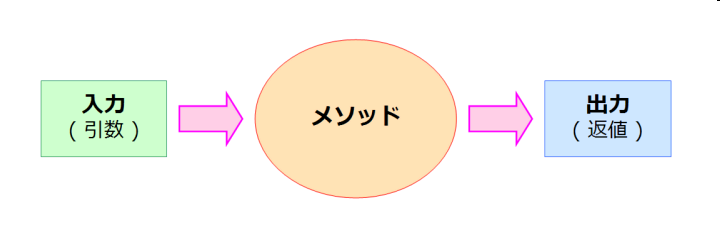 入力
( 引数 )
メソッド
出力
( 返値 )